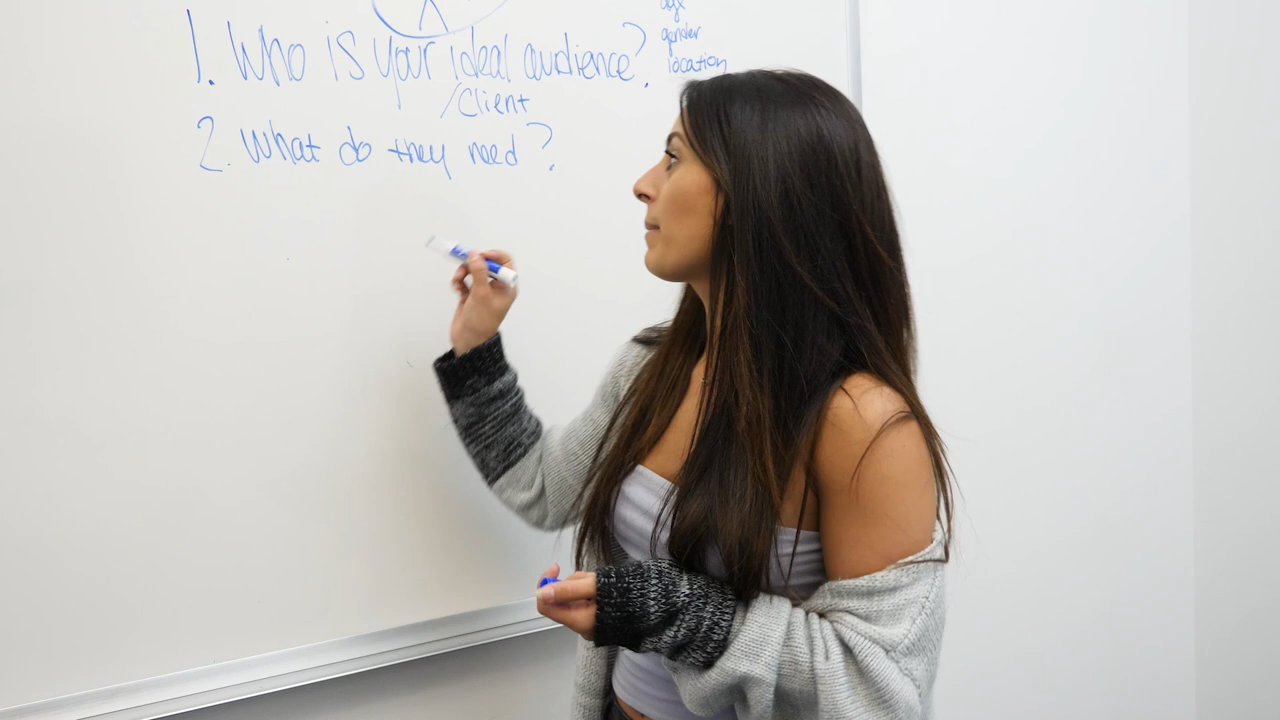 1. Who is your ideal audience?
/Client
age
gender
location
2. What do they need?